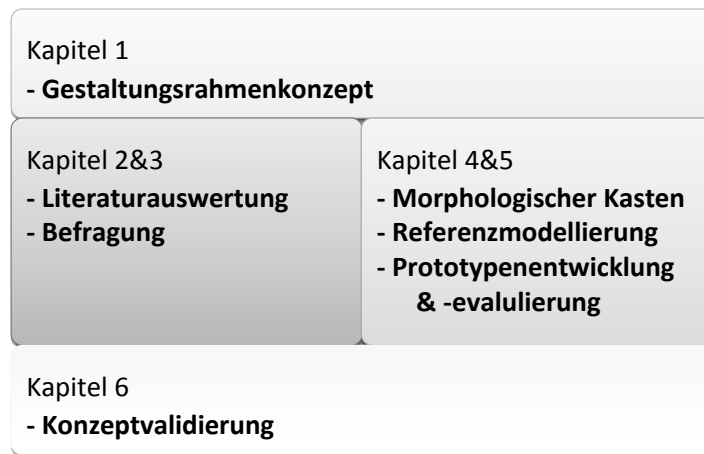 Kapitel 1
- Gestaltungsrahmenkonzept
Kapitel 2&3
- Literaturauswertung
- Befragung
Kapitel 4&5
- Morphologischer Kasten
- Referenzmodellierung
- Prototypenentwicklung
& -evalulierung
Kapitel 6
- Konzeptvalidierung